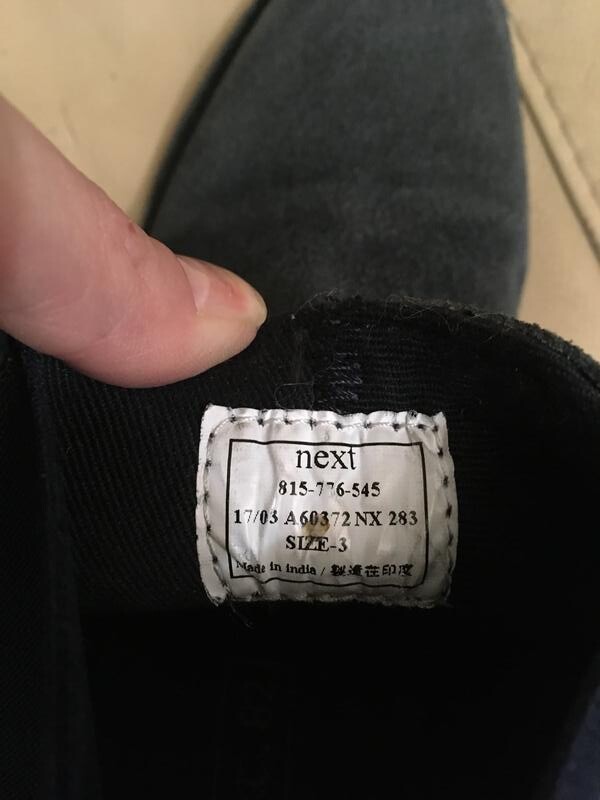 next
815-776-545
17/03 A60372 NX 283
SIZE-3
Made in india / 製造在印度